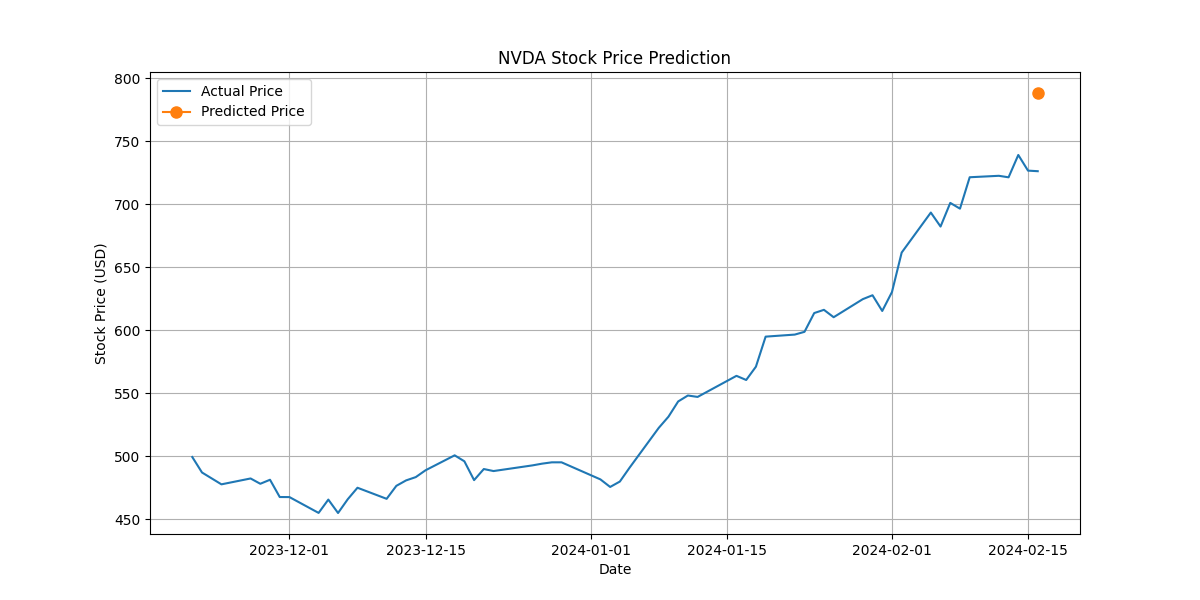 NVDA Stock Price Prediction
Actual Price
Predicted Price
800
750
700
650
600
550
500
450
Stock Price (USD)
2023-12-01
2023-12-15
2024-01-01
2024-01-15
2024-02-01
2024-02-15
Date